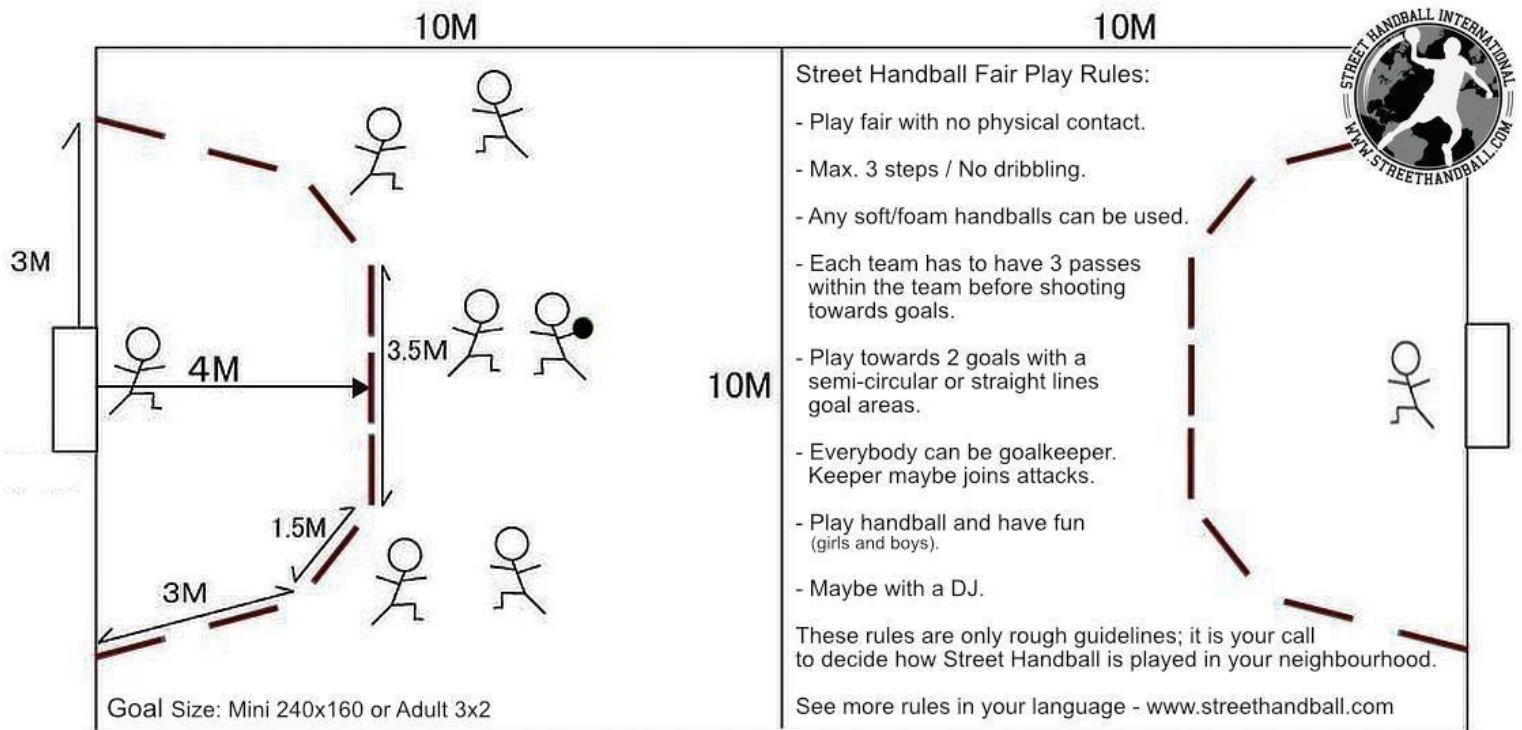 10M
10M
STREET HANDBALL INTERNATIONAL
WWW.STREETHANDBALL.COM
3M
4M
3.5M
1.5M
3M
10M
Goal Size: Mini 240x160 or Adult 3x2
Street Handball Fair Play Rules:
- Play fair with no physical contact.
- Max. 3 steps / No dribbling.
- Any soft/foam handballs can be used.
- Each team has to have 3 passes
within the team before shooting
towards goals.
- Play towards 2 goals with a
semi-circular or straight lines
goal areas.
- Everybody can be goalkeeper.
Keeper maybe joins attacks.
- Play handball and have fun
(girls and boys).
- Maybe with a DJ.
These rules are only rough guidelines; it is your call
to decide how Street Handball is played in your neighbourhood.
See more rules in your language - www.streethandball.com